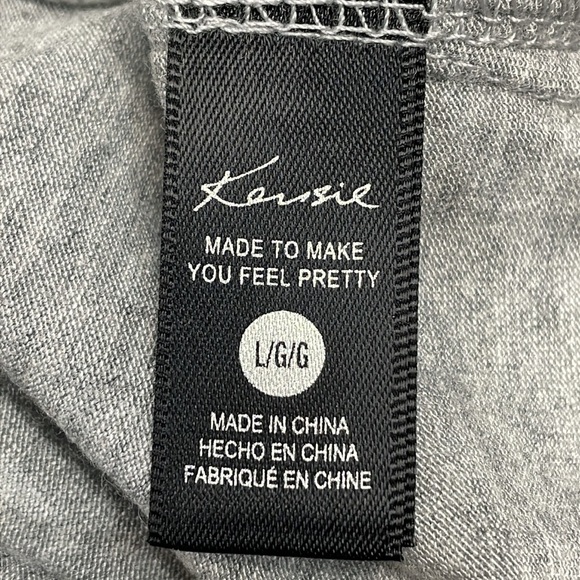 Kensie
MADE TO MAKE
YOU FEEL PRETTY
L/G/G
MADE IN CHINA
HECHO EN CHINA
FABRIQUÉ EN CHINE